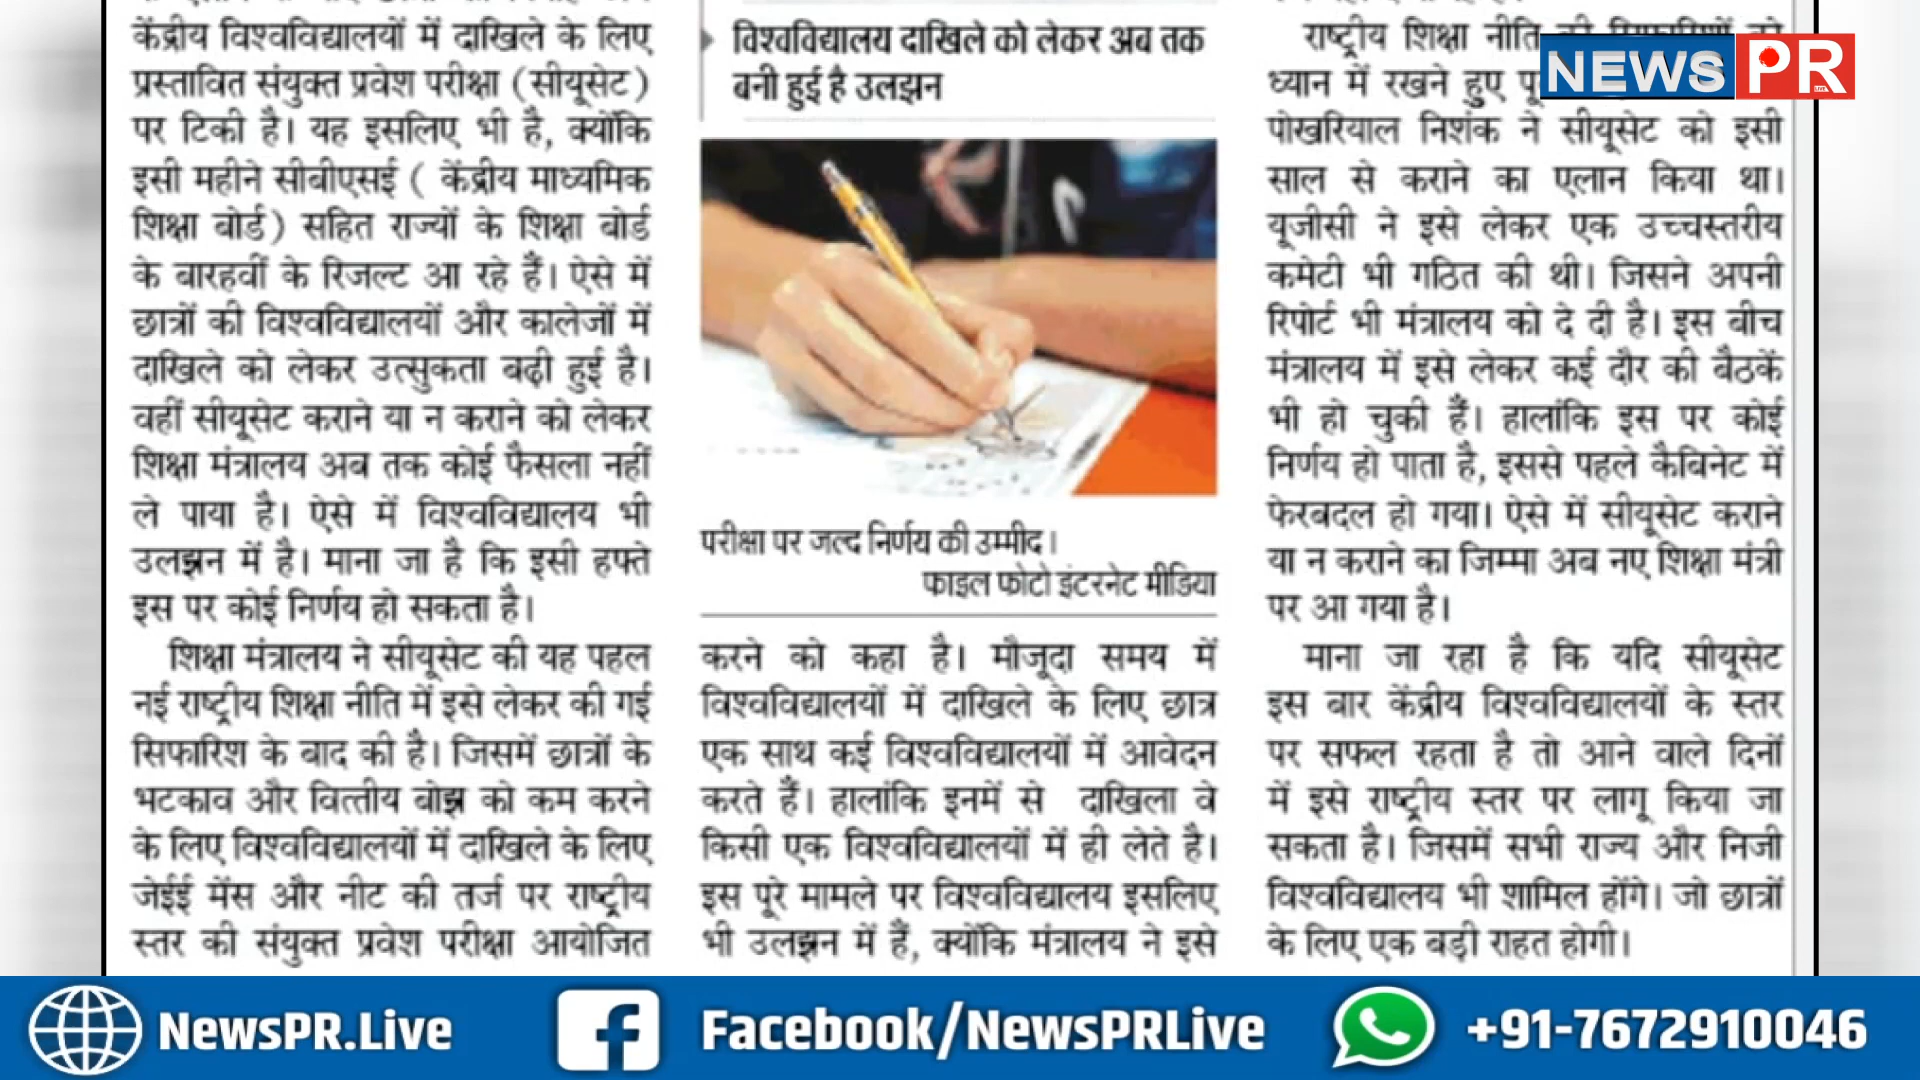 केंद्रीय विश्वविद्यालयों में दाखिले के लिए
प्रस्तावित संयुक्त प्रवेश परीक्षा (सीयूसेट)
पर टिकी है। यह इसलिए भी है, क्योंकि
इसी महीने सीबीएसई ( केंद्रीय माध्यमिक
शिक्षा बोर्ड) सहित राज्यों के शिक्षा बोर्ड
के बारहवीं के रिजल्ट आ रहे हैं। ऐसे में
छात्रों की विश्वविद्यालयों और कालेजों में
दाखिले को लेकर उत्सुकता बढ़ी हुई है।
वहीं सीयूसेट कराने या न कराने को लेकर
शिक्षा मंत्रालय अब तक कोई फैसला नहीं
ले पाया है। ऐसे में विश्वविद्यालय भी
उलझन में है। माना जा है कि इसी हफ्ते
इस पर कोई निर्णय हो सकता है।
शिक्षा मंत्रालय ने सीयूसेट की यह पहल
नई राष्ट्रीय शिक्षा नीति में इसे लेकर की गई
सिफारिश के बाद की है। जिसमें छात्रों के
भटकाव और वित्तीय बोझ को कम करने
के लिए विश्वविद्यालयों में दाखिले के लिए
जेईई मेंस और नीट की तर्ज पर राष्ट्रीय
स्तर की संयुक्त प्रवेश परीक्षा आयोजित
विश्वविद्यालय दाखिले को लेकर अब तक
बनी हुई है उलझन
परीक्षा पर जल्द निर्णय की उम्मीद।
फाइल फोटो इंटरनेट मीडिया
करने को कहा है। मौजूदा समय में
विश्वविद्यालयों में दाखिले के लिए छात्र
एक साथ कई विश्वविद्यालयों में आवेदन
करते हैं। हालांकि इनमें से दाखिला वे
किसी एक विश्वविद्यालयों में ही लेते है।
इस पूरे मामले पर विश्वविद्यालय इसलिए
भी उलझन में हैं, क्योंकि मंत्रालय ने इसे
राष्ट्रीय शिक्षा नीति
ध्यान में रखने हुए
पोखरियाल निशंक ने सीयूसेट को इसी
साल से कराने का एलान किया था।
यूजीसी ने इसे लेकर एक उच्चस्तरीय
कमेटी भी गठित की थी। जिसने अपनी
रिपोर्ट भी मंत्रालय को दे दी है। इस बीच
मंत्रालय में इसे लेकर कई दौर की बैठकें
भी हो चुकी हैं। हालांकि इस पर कोई
निर्णय हो पाता है, इससे पहले कैबिनेट में
फेरबदल हो गया। ऐसे में सीयूसेट कराने
या न कराने का जिम्मा अब नए शिक्षा मंत्री
पर आ गया है।
माना जा रहा है कि यदि सीयूसेट
इस बार केंद्रीय विश्वविद्यालयों के स्तर
पर सफल रहता है तो आने वाले दिनों
में इसे राष्ट्रीय स्तर पर लागू किया जा
सकता है। जिसमें सभी राज्य और निजी
विश्वविद्यालय भी शामिल होंगे। जो छात्रों
के लिए एक बड़ी राहत होगी।
NEWS PR
NewsPR.Live
Facebook/NewsPRLive
+91-7672910046